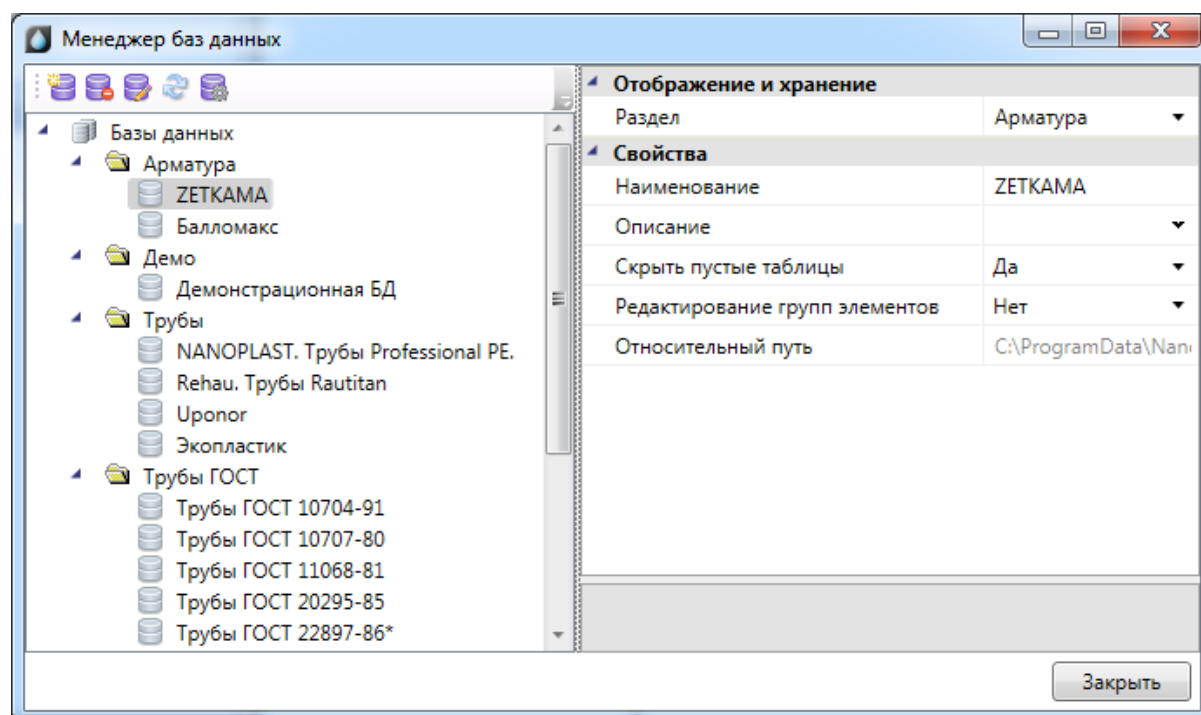 Менеджер баз данных
Базы данных
Арматура
ZETKAMA
Балломакс
Демо
Демонстрационная БД
Трубы
NANOPLAST. Трубы Professional PE.
Rehau. Трубы Rautitan
Uponor
Экопластик
Трубы ГОСТ
Трубы ГОСТ 10704-91
Трубы ГОСТ 10707-80
Трубы ГОСТ 11068-81
Трубы ГОСТ 20295-85
Трубы ГОСТ 22897-86*
Отображение и хранение
Раздел Арматура
Свойства
Наименование ZETKAMA
Описание
Скрыть пустые таблицы Да
Редактирование групп элементов Нет
Относительный путь C:\ProgramData\Nan
Закрыть